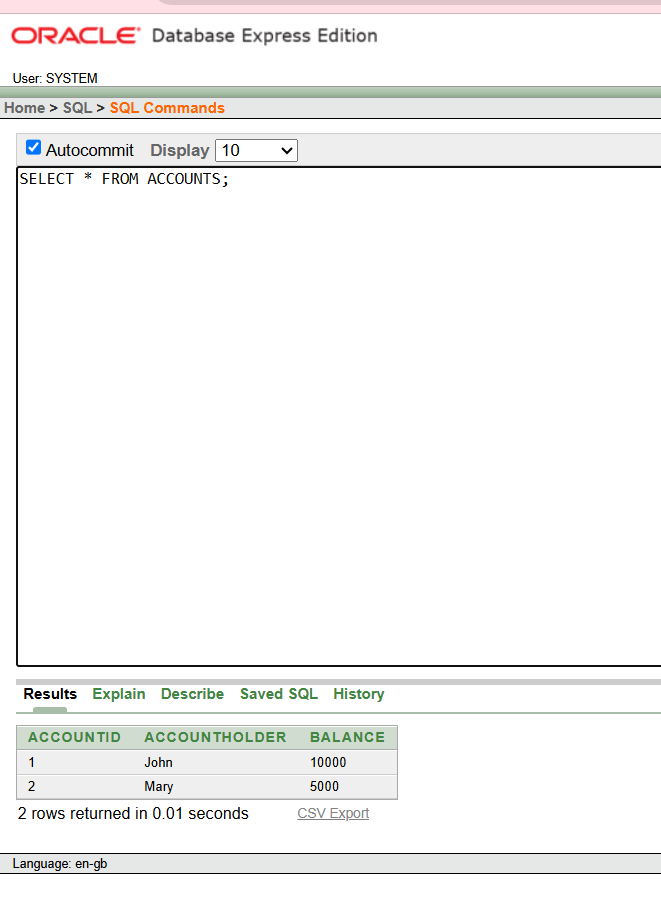 ORACLE Database Express Edition
User: SYSTEM
Home > SQL > SQL Commands
Autocommit Display 10
SELECT * FROM ACCOUNTS;
Results Explain Describe Saved SQL History
ACCOUNTID ACCOUNTHOLDER BALANCE
1 John 10000
2 Mary 5000
2 rows returned in 0.01 seconds CSV Export
Language: en-gb